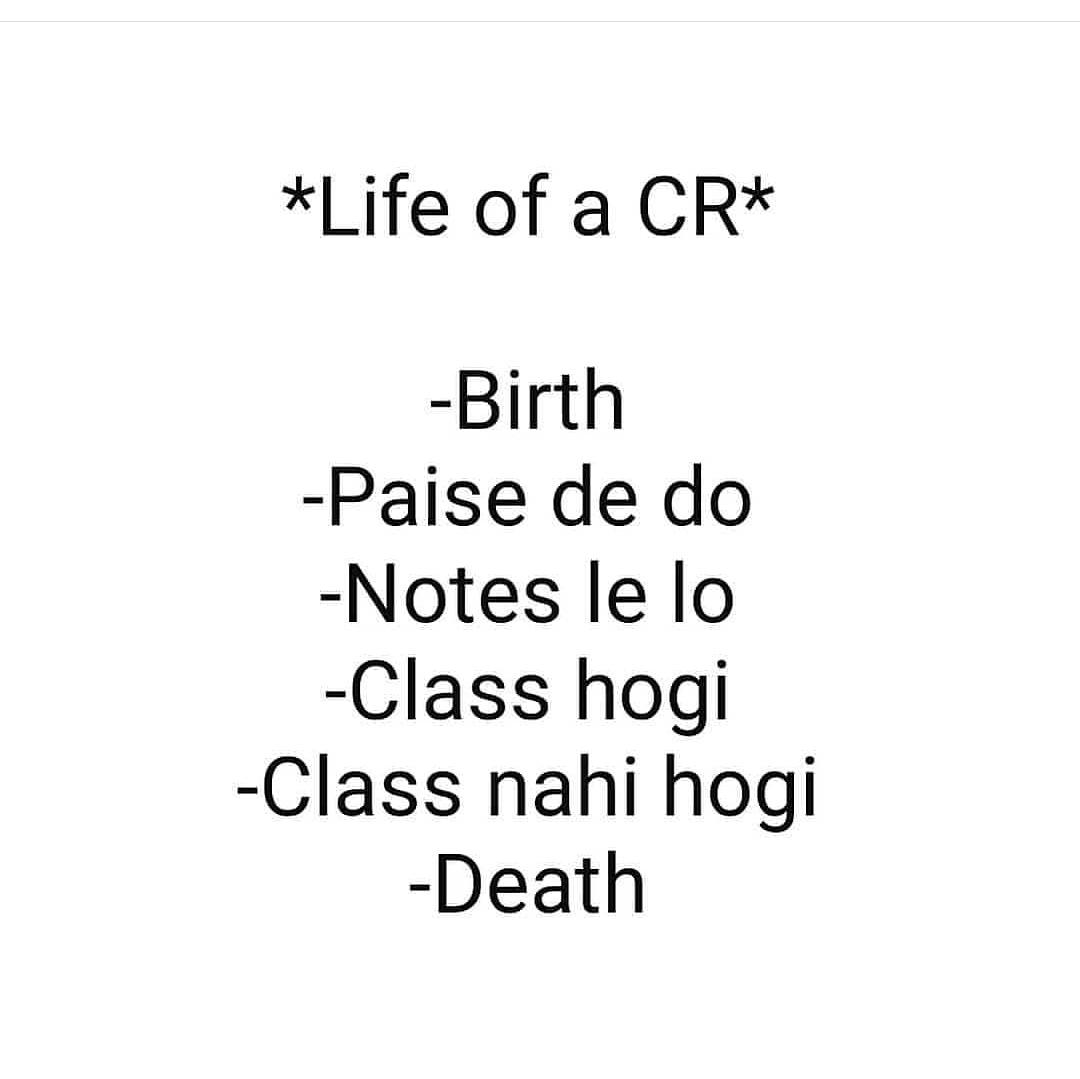 *Life of a CR*
-Birth
-Paise de do
-Notes le lo
-Class hogi
-Class nahi hogi
-Death